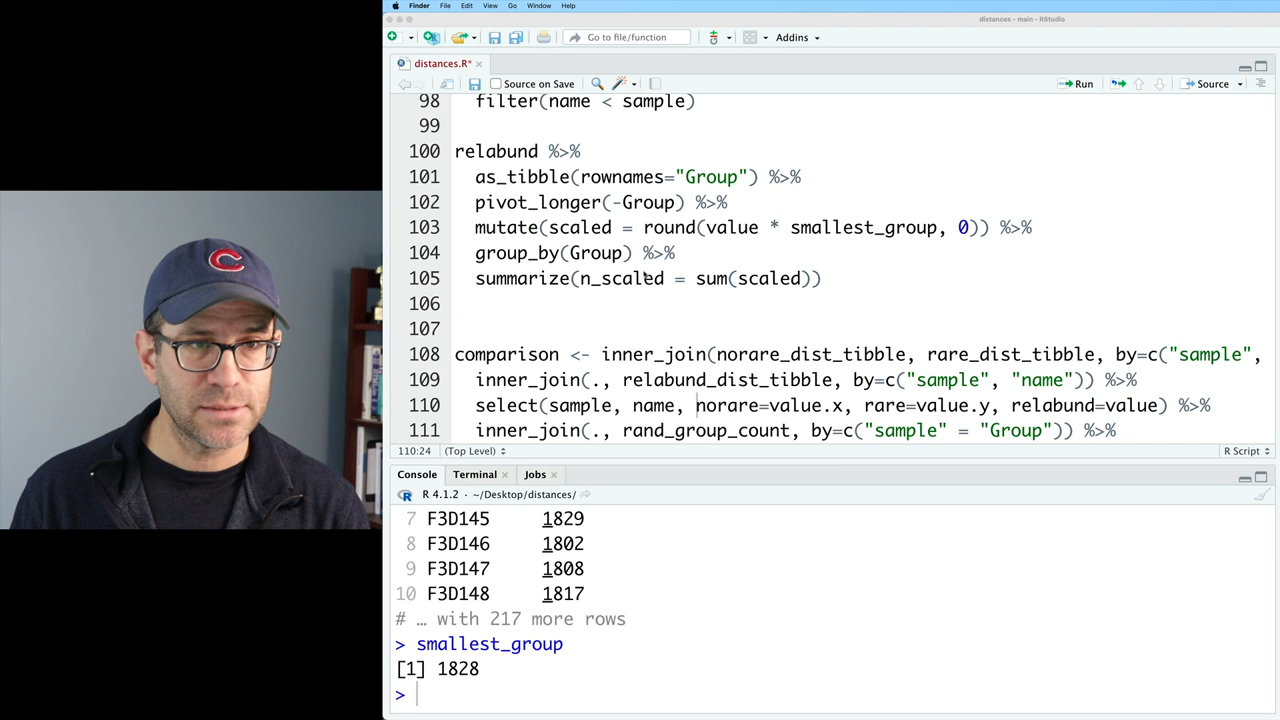 Finder File Edit View Go Window Help
distances - main - RStudio
Go to file/function
Addins
distances.R*
Source on Save
Run
Source
98 filter(name < sample)
99
100 relabund %>%
101 as_tibble(rownames="Group") %>%
102 pivot_longer(-Group) %>%
103 mutate(scaled = round(value * smallest_group, 0)) %>%
104 group_by(Group) %>%
105 summarize(n_scaled = sum(scaled))
106
107
108 comparison <- inner_join(norare_dist_tibble, rare_dist_tibble, by=c("sample",
109 inner_join(., relabund_dist_tibble, by=c("sample", "name")) %>%
110 select(sample, name, norare=value.x, rare=value.y, relabund=value) %>%
111 inner_join(., rand_group_count, by=c("sample" = "Group")) %>%
110:24 (Top Level) R Script
Console Terminal Jobs
R 4.1.2 · ~/Desktop/distances/
7 F3D145 1829
8 F3D146 1802
9 F3D147 1808
10 F3D148 1817
# … with 217 more rows
> smallest_group
[1] 1828
>